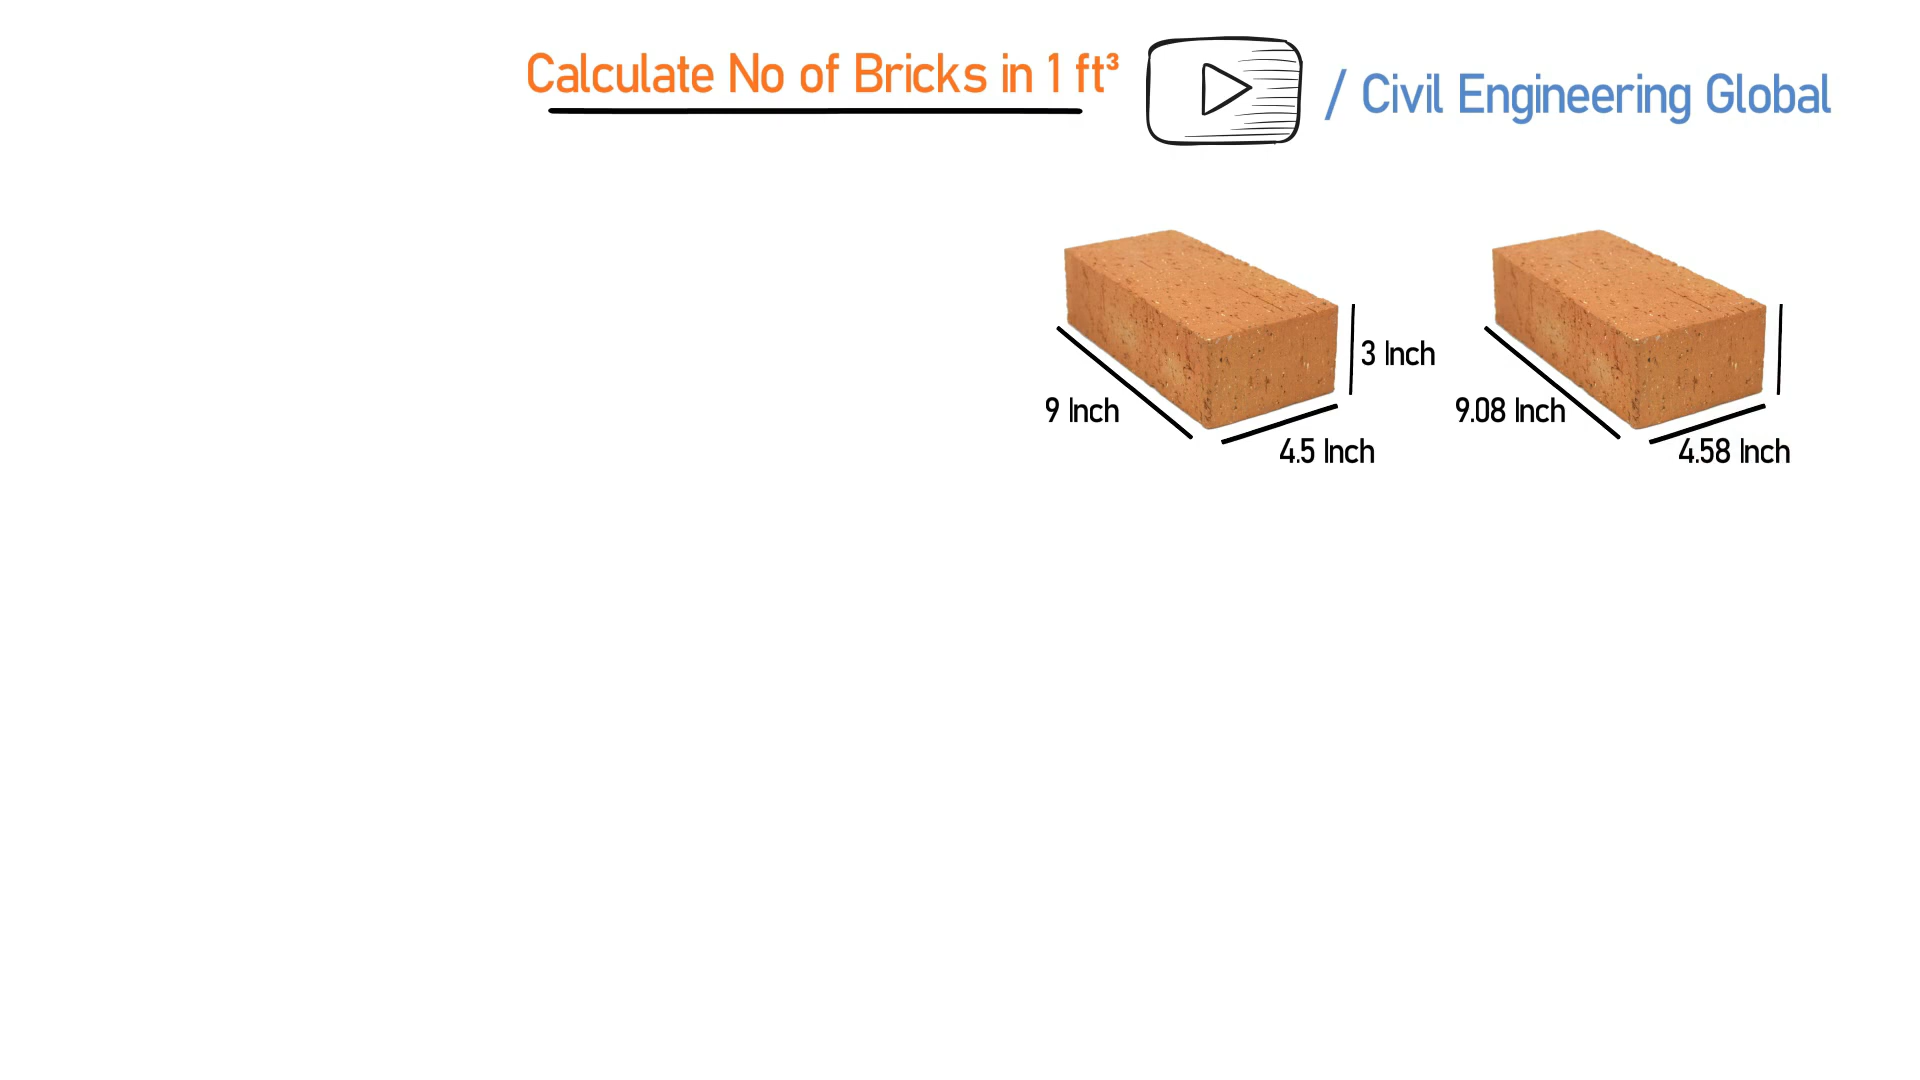 Calculate No of Bricks in 1 ft³
/ Civil Engineering Global
3 Inch
9 Inch
4.5 Inch
9.08 Inch
4.58 Inch